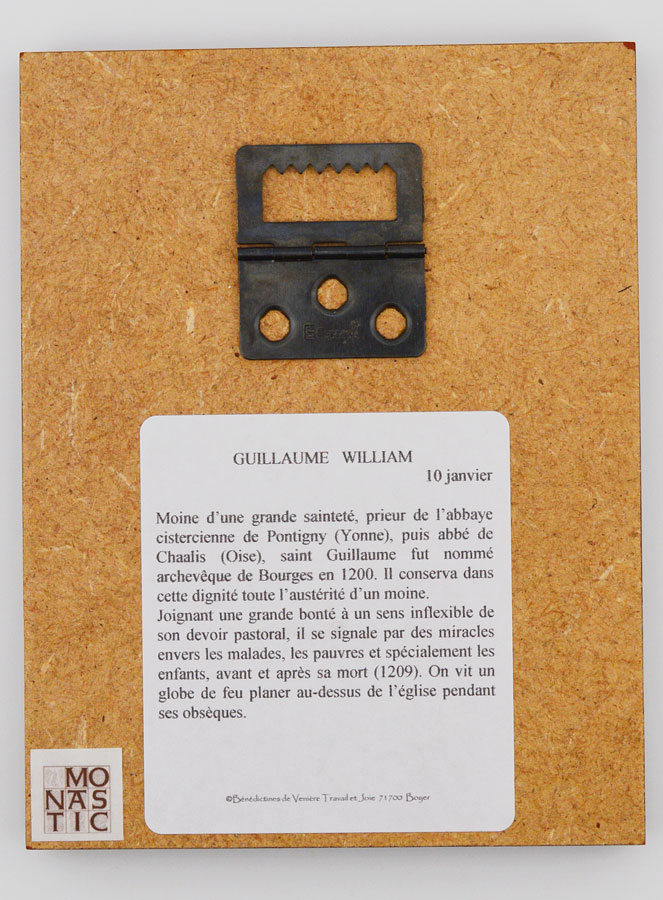 GUILLAUME WILLIAM
10 janvier
Moine d'une grande sainteté, prieur de l'abbaye
cistercienne de Pontigny (Yonne), puis abbé de
Chaalis (Oise), saint Guillaume fut nommé
archevêque de Bourges en 1200. Il conserva dans
cette dignité toute l'austérité d'un moine.
Joignant une grande bonté à un sens inflexible de
son devoir pastoral, il se signale par des miracles
envers les malades, les pauvres et spécialement les
enfants, avant et après sa mort (1209). On vit un
globe de feu planer au-dessus de l'église pendant
ses obsèques.
©Bénédictines de Venière Travail et Joie 71700 Boyer
MO
NAS
TIC